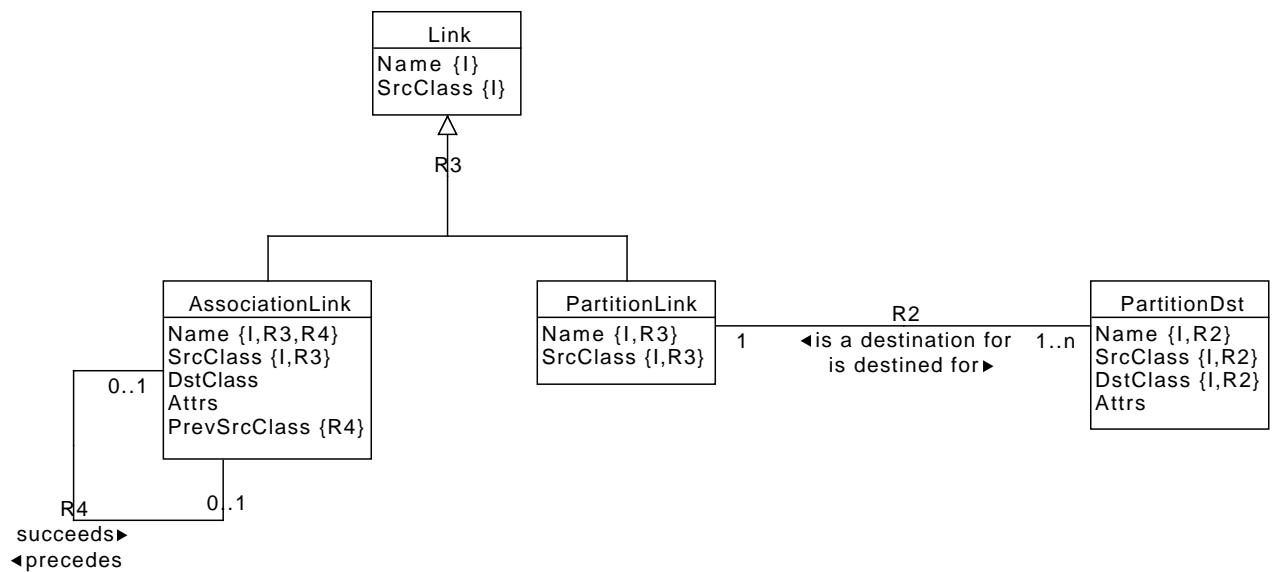 Link
Name {I}
SrcClass {I}
R3
AssociationLink
Name {I,R3,R4}
SrcClass {I,R3}
DstClass
Attrs
PrevSrcClass {R4}
0..1
0..1
R4
succeeds▶
◀precedes
PartitionLink
Name {I,R3}
SrcClass {I,R3}
R2
1
◀is a destination for
is destined for▶
1..n
PartitionDst
Name {I,R2}
SrcClass {I,R2}
DstClass {I,R2}
Attrs